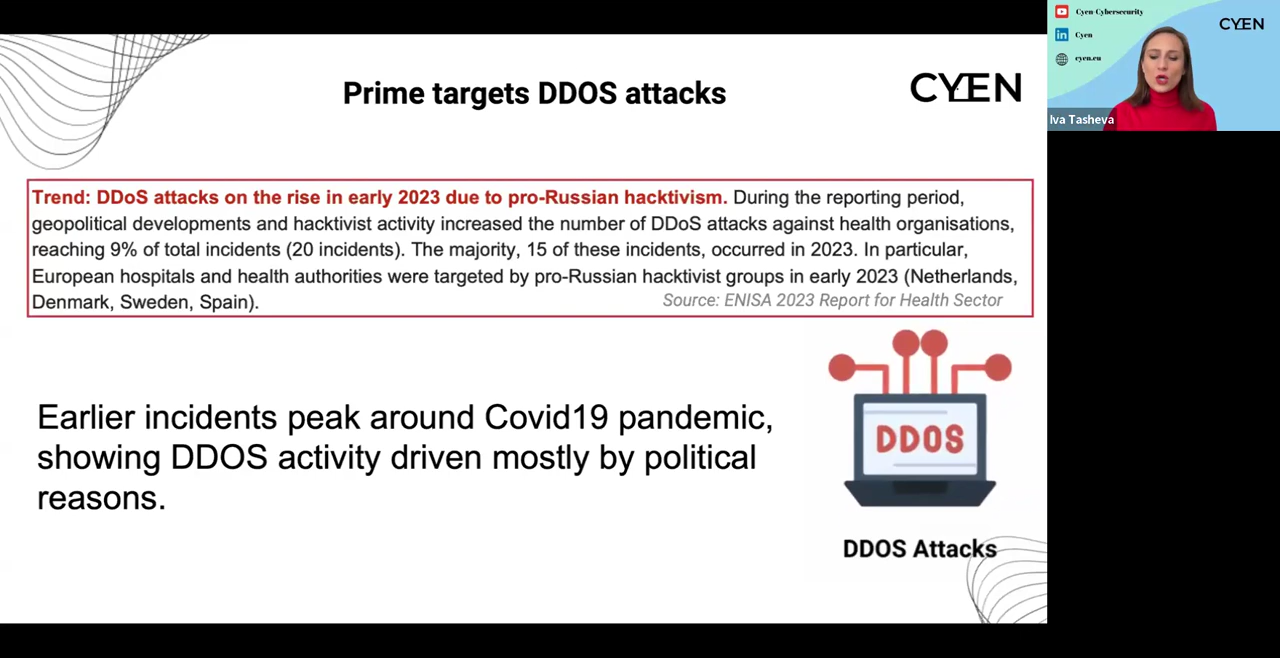 Prime targets DDOS attacks
CYEN
Trend: DDoS attacks on the rise in early 2023 due to pro-Russian hacktivism. During the reporting period,
geopolitical developments and hacktivist activity increased the number of DDoS attacks against health organisations,
reaching 9% of total incidents (20 incidents). The majority, 15 of these incidents, occurred in 2023. In particular,
European hospitals and health authorities were targeted by pro-Russian hacktivist groups in early 2023 (Netherlands,
Denmark, Sweden, Spain).
Source: ENISA 2023 Report for Health Sector
Earlier incidents peak around Covid19 pandemic,
showing DDOS activity driven mostly by political
reasons.
DDOS
DDOS Attacks
Cyen-Cybersecurity
in Cyen
cyen.eu
CYEN
Iva Tasheva